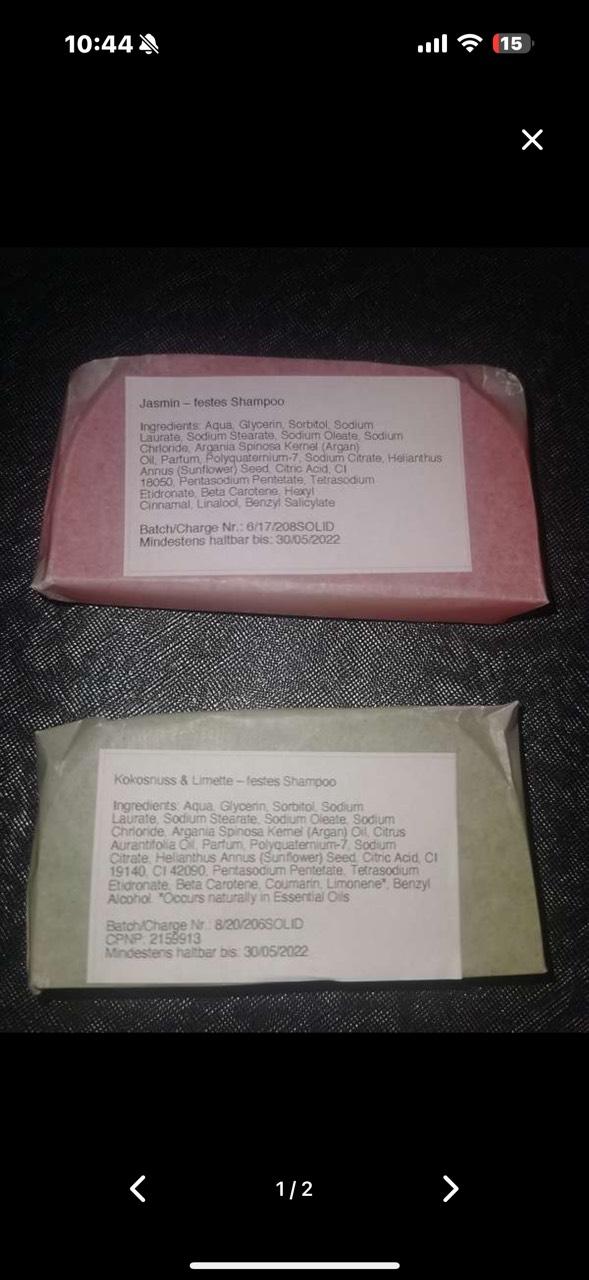 10:44
15
Jasmin – festes Shampoo
Ingredients: Aqua, Glycerin, Sorbitol, Sodium
Laurate, Sodium Stearate, Sodium Oleate, Sodium
Chrloride, Argania Spinosa Kernel (Argan)
Oil, Parfum, Polyquaternium-7, Sodium Citrate, Helianthus
Annus (Sunflower) Seed, Citric Acid, CI
18050, Pentasodium Pentetate, Tetrasodium
Etidronate, Beta Carotene, Hexyl
Cinnamal, Linalool, Benzyl Salicylate
Batch/Charge Nr.: 6/17/208SOLID
Mindestens haltbar bis: 30/05/2022
Kokosnuss & Limette – festes Shampoo
Ingredients: Aqua, Glycerin, Sorbitol, Sodium
Laurate, Sodium Stearate, Sodium Oleate, Sodium
Chrloride, Argania Spinosa Kernel (Argan) Oil, Citrus
Aurantifolia Oil, Parfum, Polyquaternium-7, Sodium
Citrate, Helianthus Annus (Sunflower) Seed, Citric Acid, CI
19140, CI 42090, Pentasodium Pentetate, Tetrasodium
Etidronate, Beta Carotene, Coumarin, Limonene*, Benzyl
Alcohol. *Occurs naturally in Essential Oils
Batch/Charge Nr.: 8/20/206SOLID
CPNP: 2159913
Mindestens haltbar bis: 30/05/2022
1/2